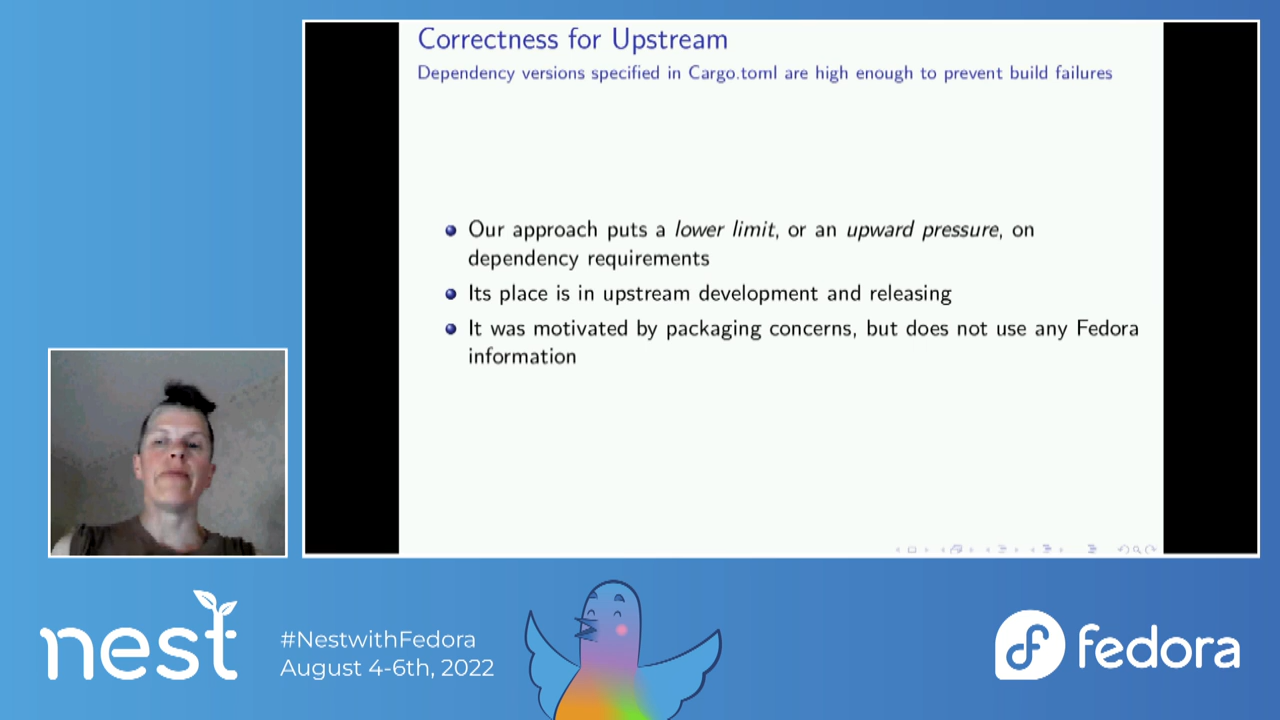 Correctness for Upstream
Dependency versions specified in Cargo.toml are high enough to prevent build failures
Our approach puts a lower limit, or an upward pressure, on
dependency requirements
Its place is in upstream development and releasing
It was motivated by packaging concerns, but does not use any Fedora
information
nest
#NestwithFedora
August 4-6th, 2022
fedora